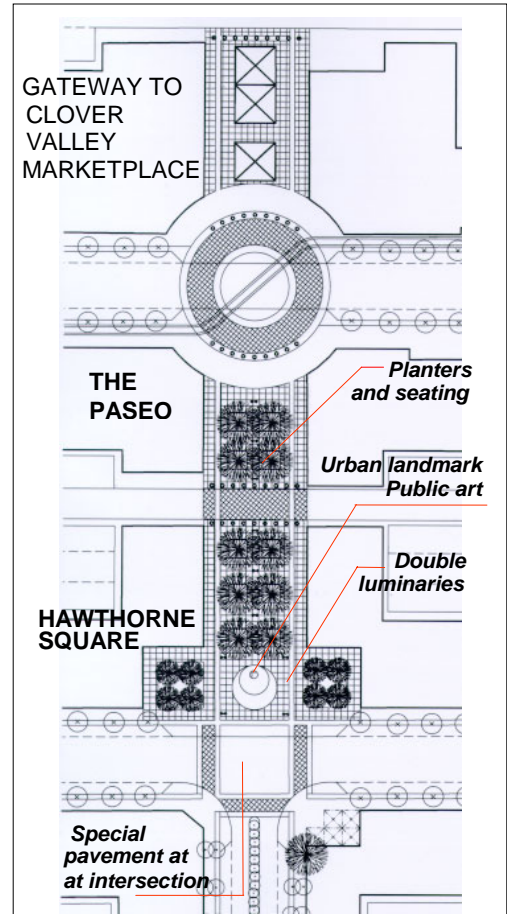 GATEWAY TO
CLOVER
VALLEY
MARKETPLACE
THE
PASEO
Planters
and seating
Urban landmark
Public art
Double
luminaries
HAWTHORNE
SQUARE
Special
pavement at
at intersection